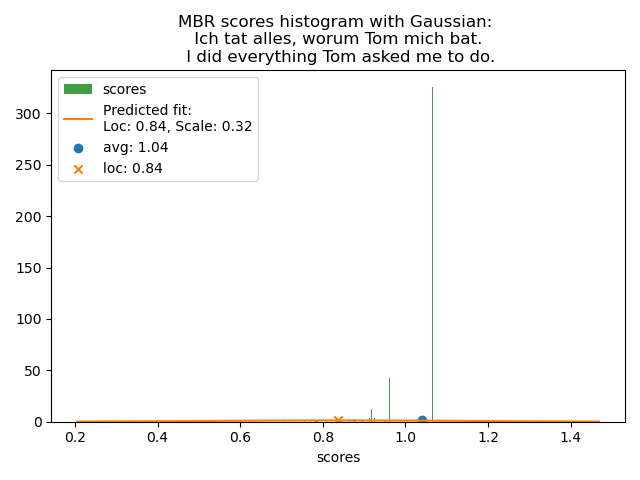 MBR scores histogram with Gaussian:
Ich tat alles, worum Tom mich bat.
I did everything Tom asked me to do.
scores
Predicted fit:
Loc: 0.84, Scale: 0.32
avg: 1.04
loc: 0.84
300
250
200
150
100
50
0
0.2 0.4 0.6 0.8 1.0 1.2 1.4
scores